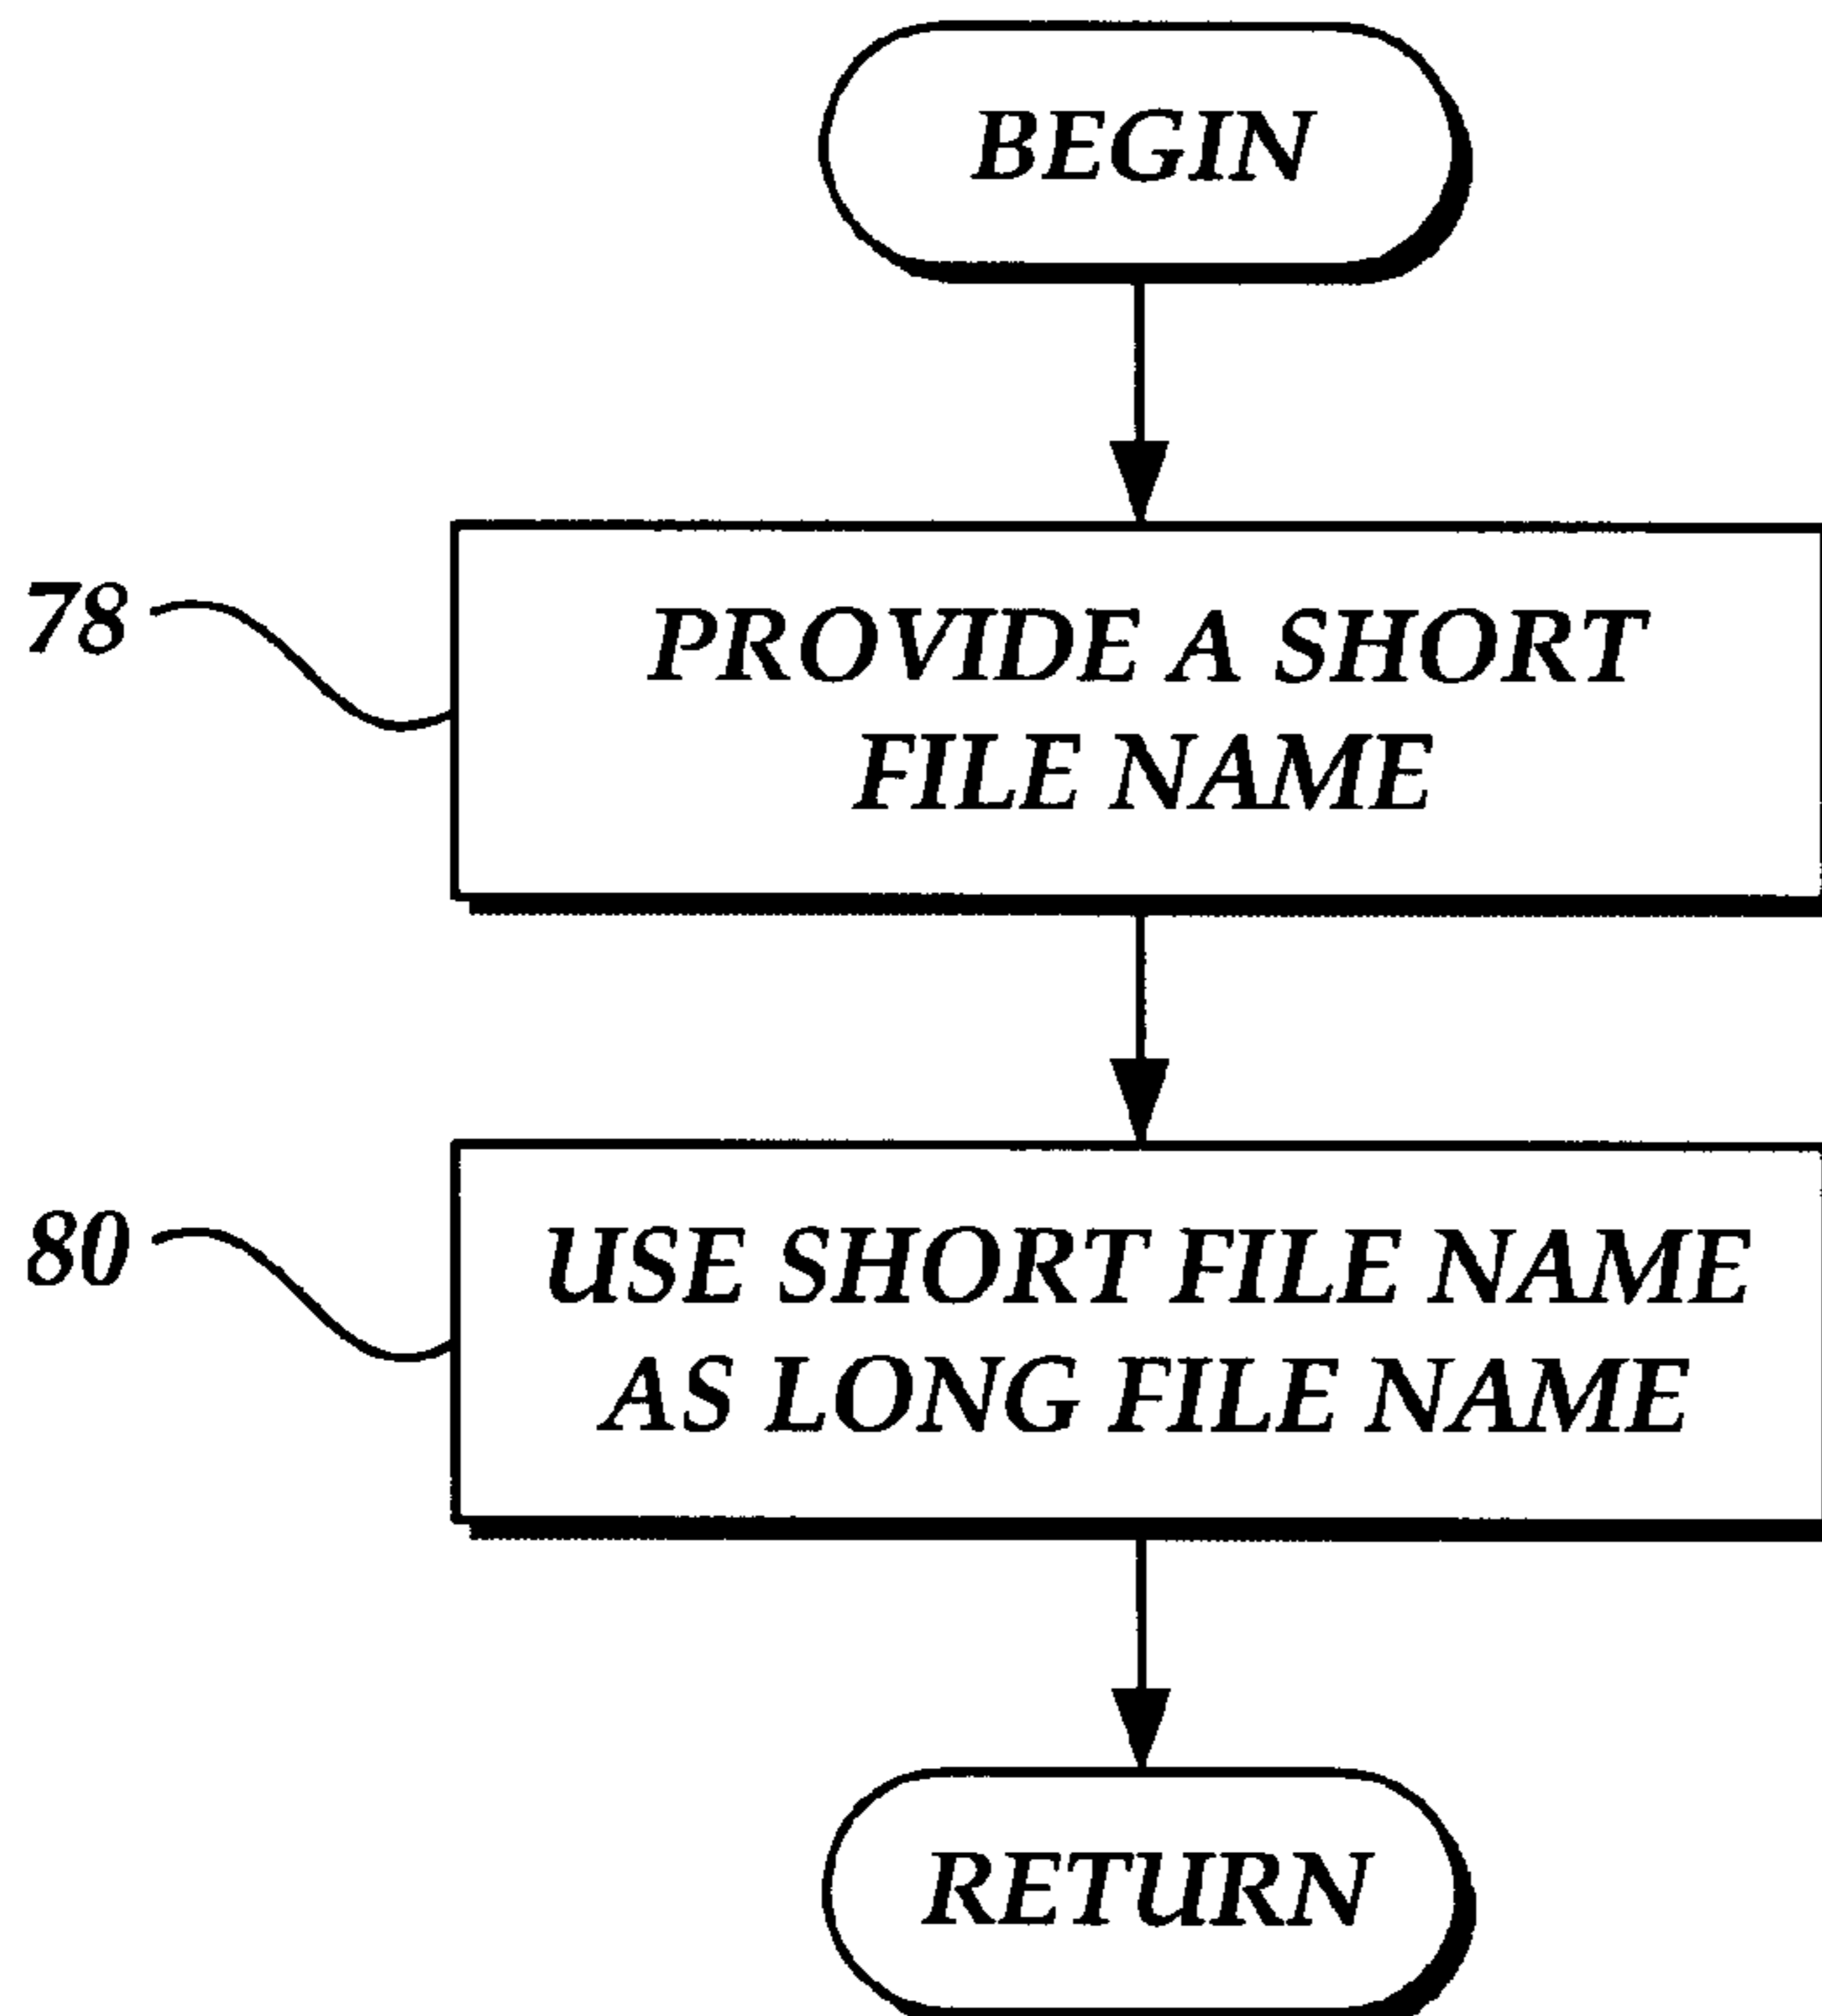 BEGIN
78
PROVIDE A SHORT
FILE NAME
80
USE SHORT FILE NAME
AS LONG FILE NAME
RETURN